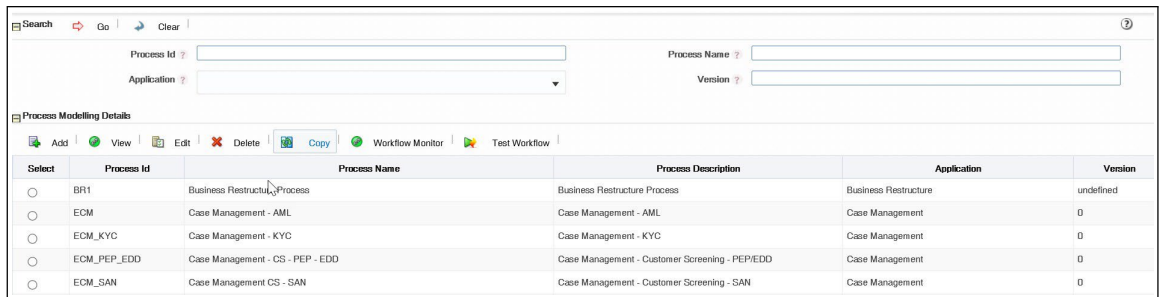 Search Go Clear
Process Id ? Process Name ?
Application ? Version ?
Process Modelling Details
Add View Edit Delete Copy Workflow Monitor Test Workflow
Select Process Id Process Name Process Description Application Version
BR1 Business Restructure Process Business Restructure Process Business Restructure undefined
ECM Case Management - AML Case Management - AML Case Management 0
ECM_KYC Case Management - KYC Case Management - KYC Case Management 0
ECM_PEP_EDD Case Management - CS - PEP - EDD Case Management - Customer Screening - PEP/EDD Case Management 0
ECM_SAN Case Management CS - SAN Case Management - Customer Screening - SAN Case Management 0